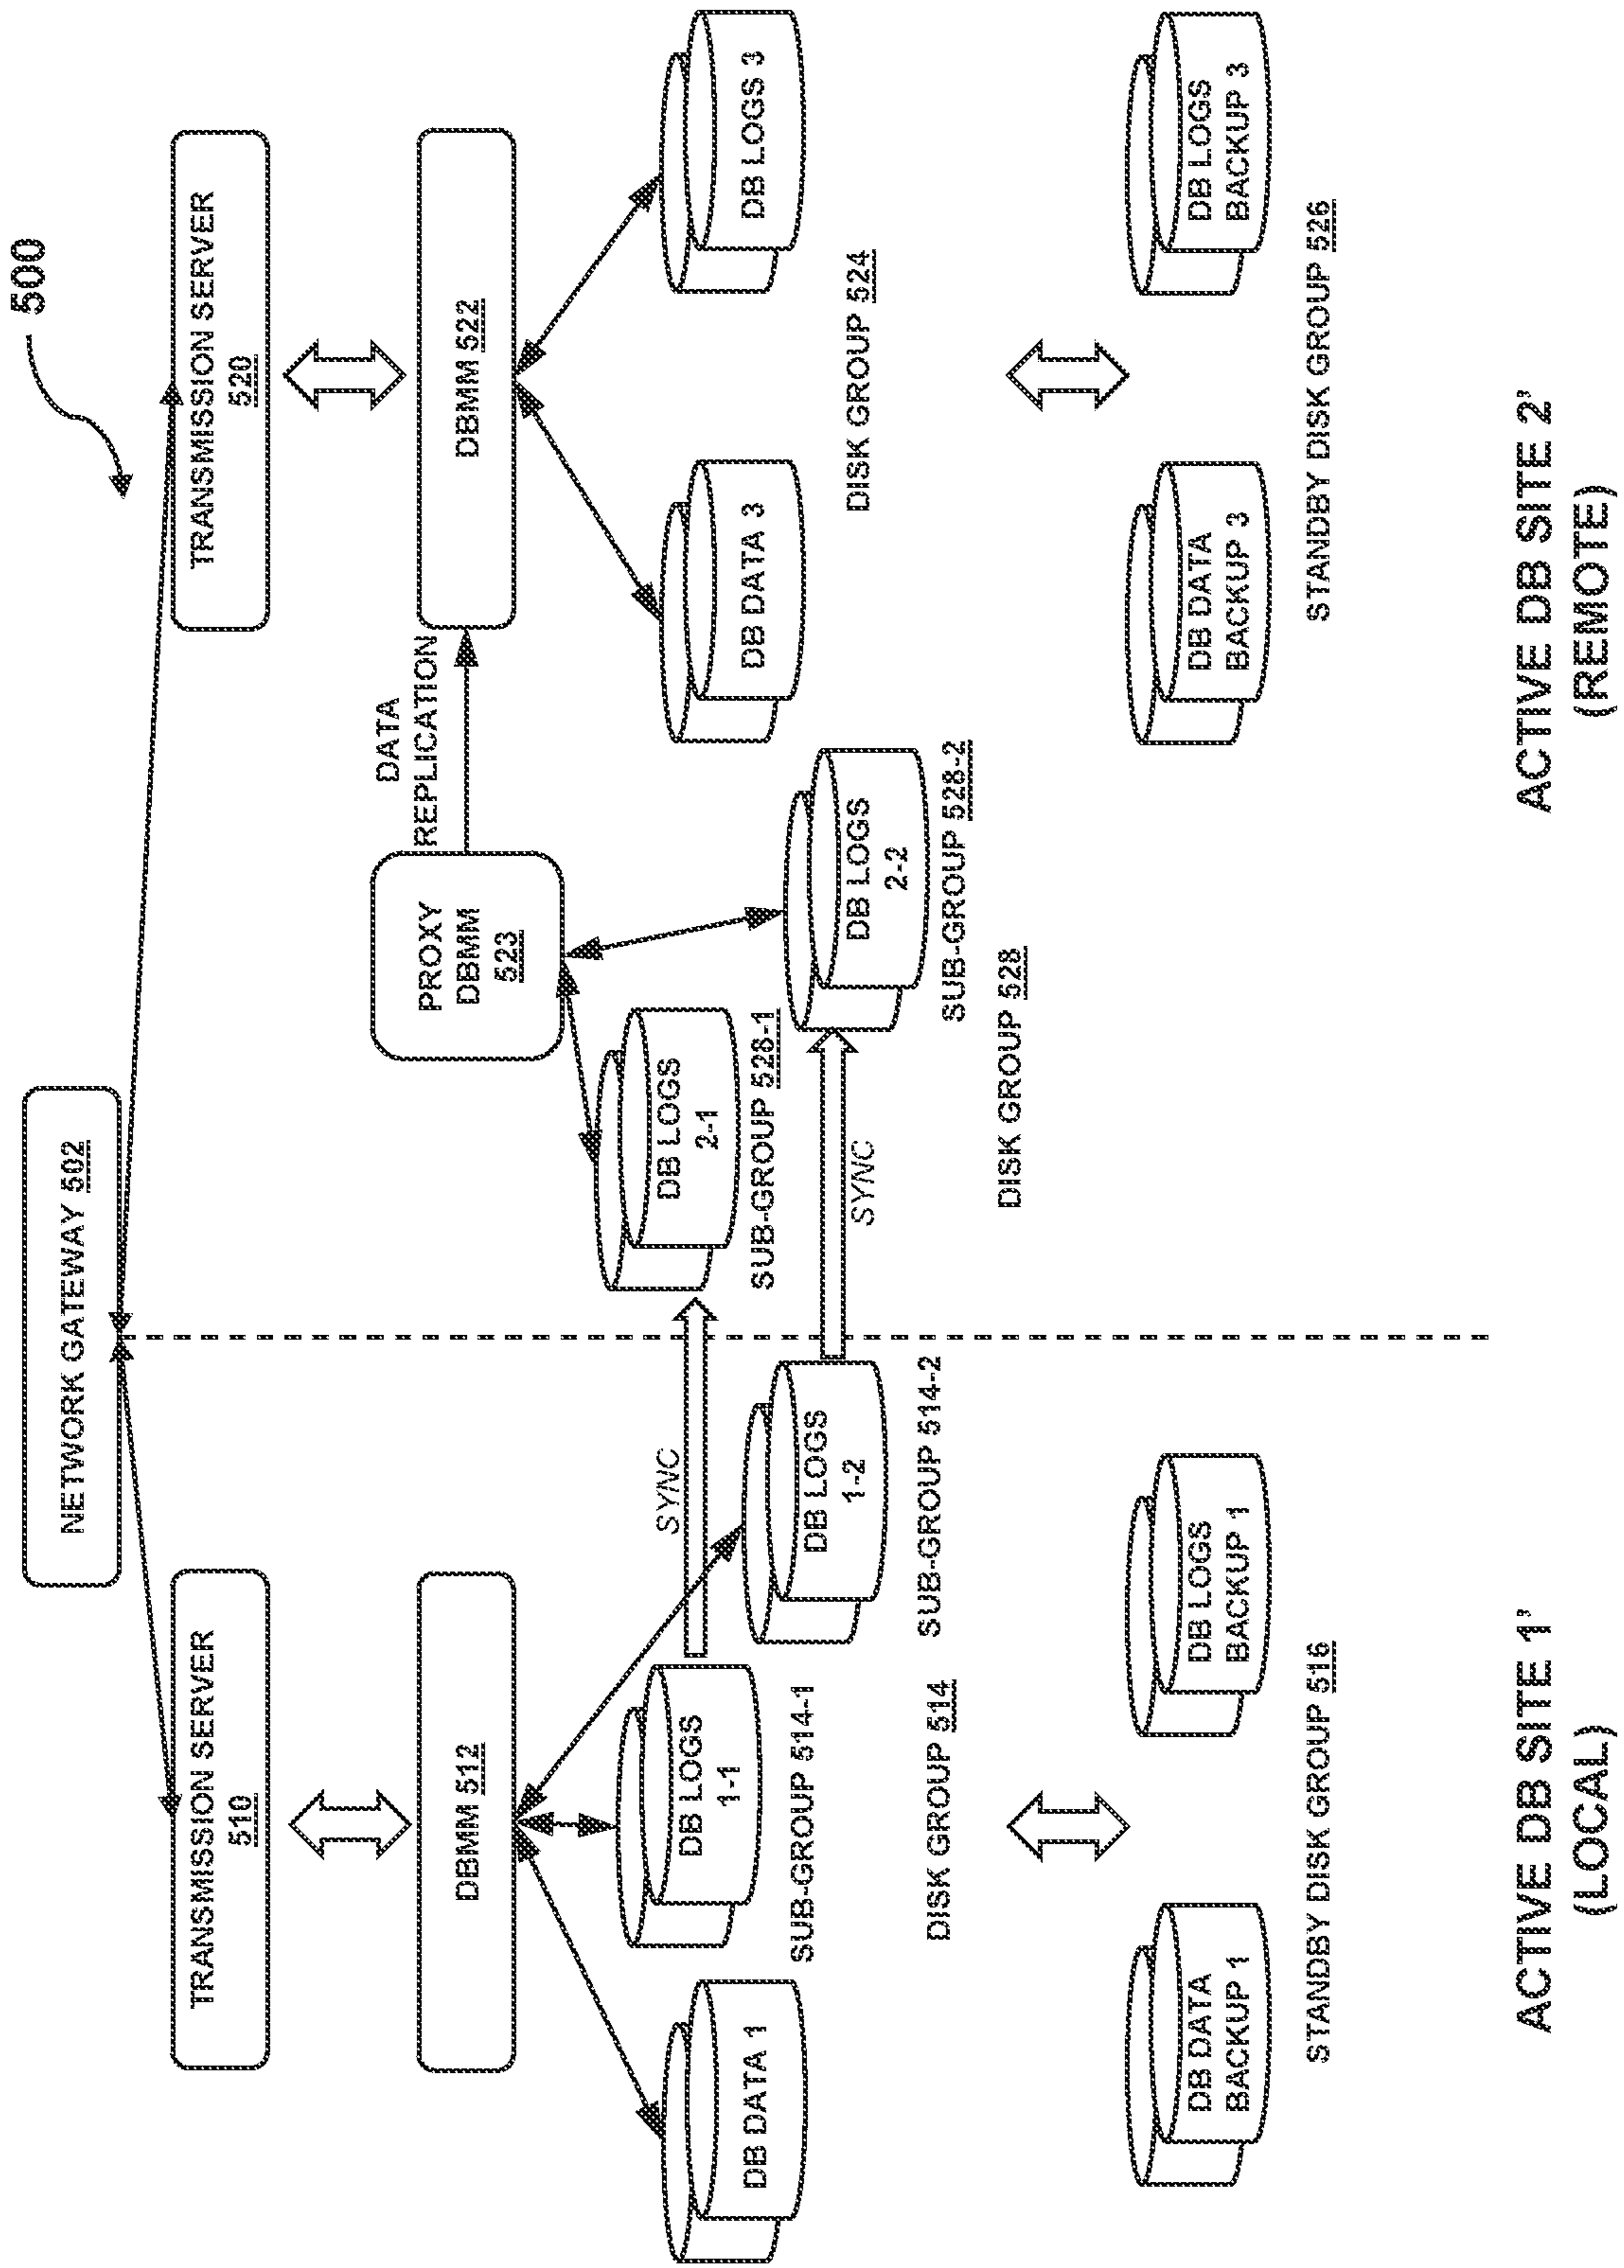 500
NETWORK GATEWAY 502
TRANSMISSION SERVER
510
TRANSMISSION SERVER
520
DBMM 512
DATA
REPLICATION
DBMM 522
PROXY
DBMM
523
DB DATA 1
DB LOGS
1-1
SUB-GROUP 514-1
DB LOGS
1-2
SUB-GROUP 514-2
DISK GROUP 514
SYNC
SYNC
DB LOGS
2-1
SUB-GROUP 528-1
DB LOGS
2-2
SUB-GROUP 528-2
DISK GROUP 528
DB DATA 3
DB LOGS 3
DISK GROUP 524
DB DATA
BACKUP 1
DB LOGS
BACKUP 1
STANDBY DISK GROUP 516
DB DATA
BACKUP 3
DB LOGS
BACKUP 3
STANDBY DISK GROUP 526
ACTIVE DB SITE 1'
(LOCAL)
ACTIVE DB SITE 2'
(REMOTE)